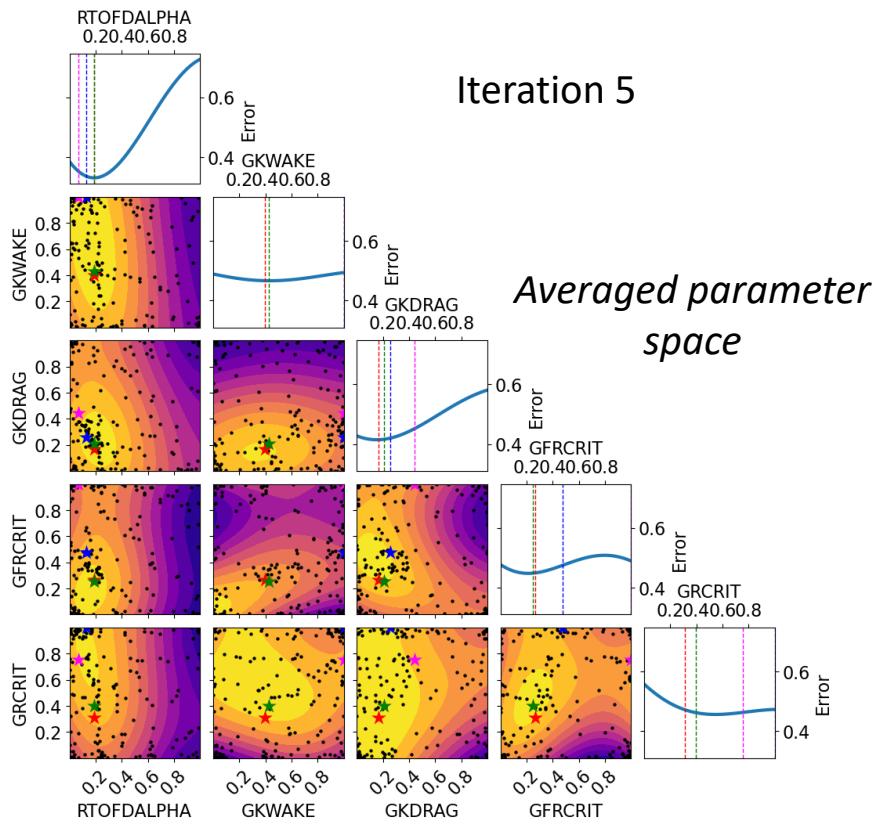 RTOFDALPHA
0.20.40.60.8
Iteration 5
0.6
0.4
Error
GKWAKE
0.20.40.60.8
GKWAKE
0.8
0.6
0.4
0.2
0.6
0.4
Error
Averaged parameter
space
GKDRAG
0.20.40.60.8
GKDRAG
0.8
0.6
0.4
0.2
0.6
0.4
Error
GFRCRIT
0.20.40.60.8
GFRCRIT
0.8
0.6
0.4
0.2
0.6
0.4
Error
GRCRIT
0.20.40.60.8
GRCRIT
0.8
0.6
0.4
0.2
0.6
0.4
Error
0.2 0.4 0.6 0.8 0.2 0.4 0.6 0.8 0.2 0.4 0.6 0.8 0.2 0.4 0.6 0.8
RTOFDALPHA GKWAKE GKDRAG GFRCRIT